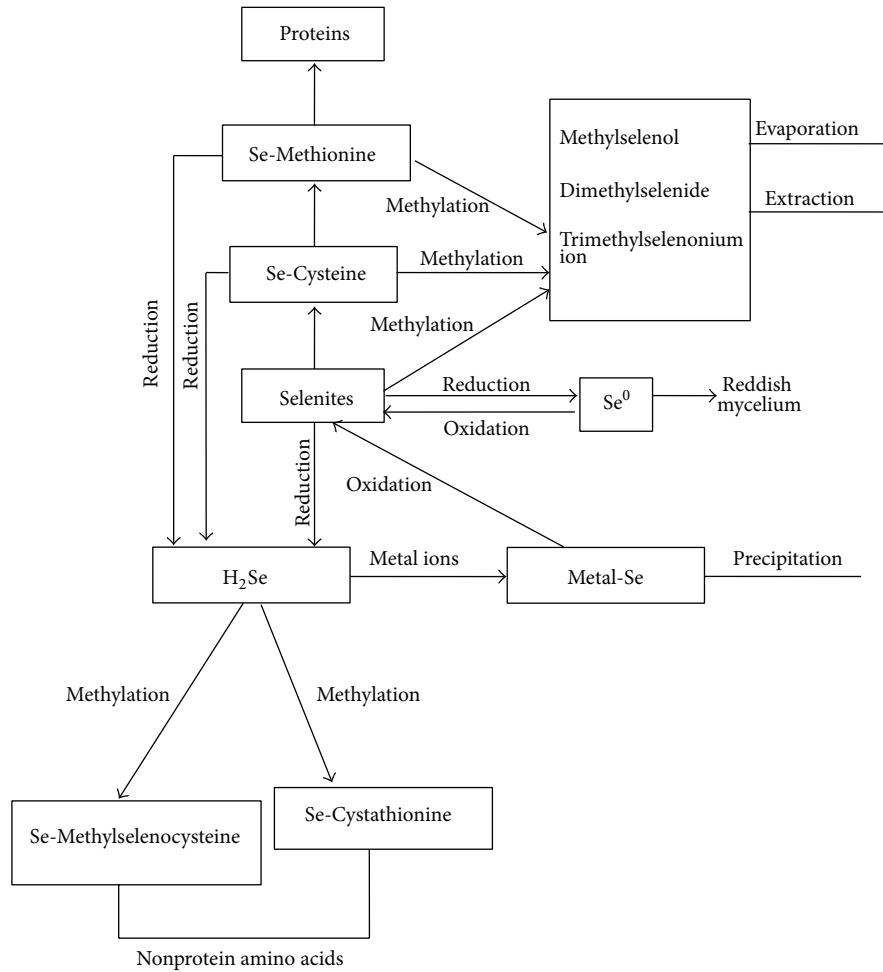 Proteins
Se-Methionine
Methylselenol
Evaporation
Dimethylselenide
Extraction
Methylation
Trimethylselenonium
ion
Se-Cysteine
Methylation
Reduction
Reduction
Methylation
Selenites
Reduction
Se⁰
Reddish
mycelium
Oxidation
Reduction
Oxidation
H₂Se
Metal ions
Metal-Se
Precipitation
Methylation
Methylation
Se-Methylselenocysteine
Se-Cystathionine
Nonprotein amino acids